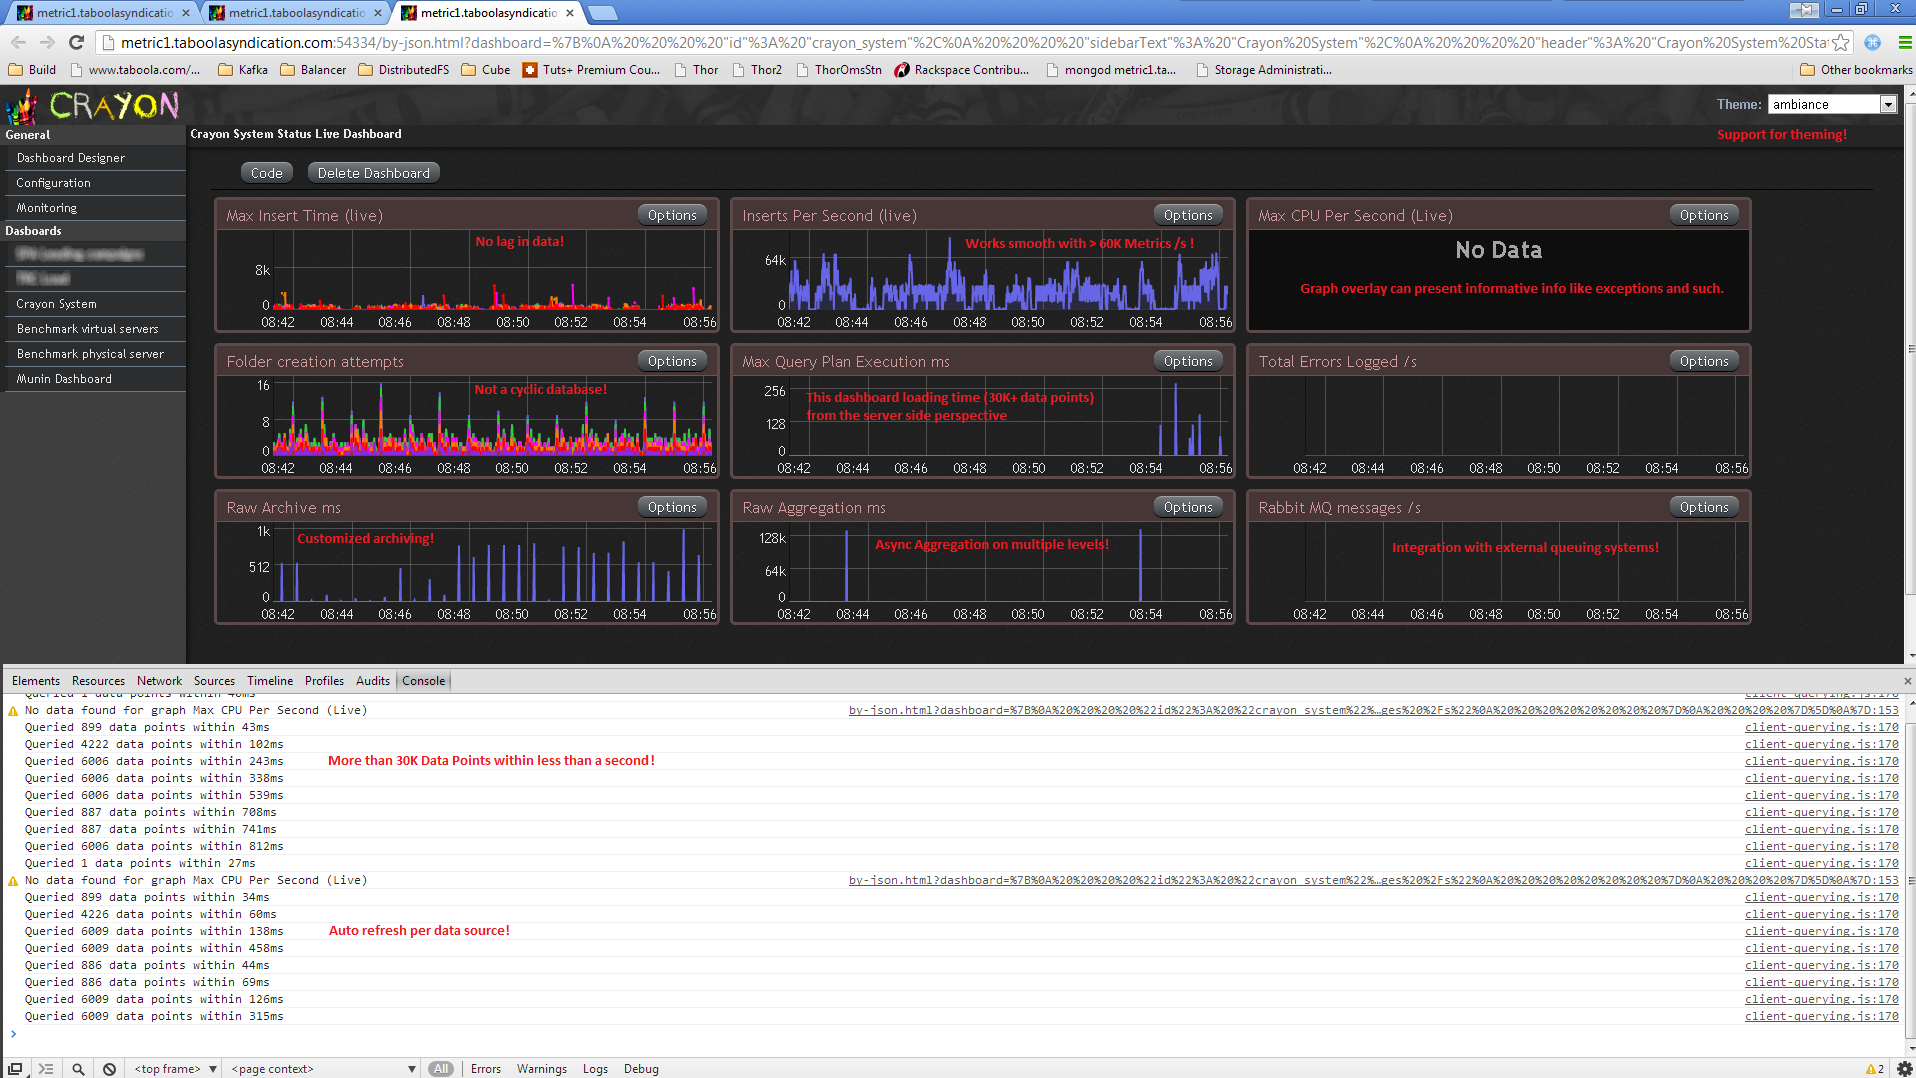 metric1.taboolasyndicatio
metric1.taboolasyndicatio
metric1.taboolasyndicatio
metric1.taboolasyndication.com:54334/by-json.html?dashboard=%7B%0A%20%20%20%20"id"%3A%20"crayon_system"%2C%0A%20%20%20%20"sidebarText"%3A%20"Crayon%20System"%2C%0A%20%20%20%20"header"%3A%20"Crayon%20System%20Stat
Build www.taboola.com/... Kafka Balancer DistributedFS Cube Tuts+ Premium Cou... Thor Thor2 ThorOmsStn Rackspace Contribu... mongod metric1.ta... Storage Administrati... Other bookmarks
CRAYON
Theme: ambiance
Support for theming!
General
Dashboard Designer
Configuration
Monitoring
Dasboards
Crayon System
Benchmark virtual servers
Benchmark physical server
Munin Dashboard
Crayon System Status Live Dashboard
Code Delete Dashboard
Max Insert Time (live) Options
No lag in data!
8k
0
08:42 08:44 08:46 08:50 08:52 08:54 08:56
Inserts Per Second (live) Options
Works smooth with > 60K Metrics /s !
64k
0
08:42 08:44 08:46 08:50 08:52 08:54 08:56
Max CPU Per Second (Live) Options
No Data
Graph overlay can present informative info like exceptions and such.
Folder creation attempts Options
Not a cyclic database!
16
8
0
08:42 08:44 08:46 08:50 08:52 08:54 08:56
Max Query Plan Execution ms Options
This dashboard loading time (30K+ data points)
from the server side perspective
256
128
0
08:42 08:44 08:46 08:50 08:52 08:54 08:56
Total Errors Logged /s Options
08:42 08:44 08:46 08:48 08:50 08:52 08:54 08:56
Raw Archive ms Options
Customized archiving!
1k
512
0
08:42 08:44 08:46 08:50 08:52 08:54 08:56
Raw Aggregation ms Options
Async Aggregation on multiple levels!
128k
64k
0
08:42 08:44 08:46 08:50 08:52 08:54 08:56
Rabbit MQ messages /s Options
Integration with external queuing systems!
08:42 08:44 08:46 08:48 08:50 08:52 08:54 08:56
Elements Resources Network Sources Timeline Profiles Audits Console
Queried 1 data points within 40ms client-querying.js:170
No data found for graph Max CPU Per Second (Live) by-json.html?dashboard=%7B%0A%20%20%20%20%22id%22%3A%20%22crayon_system%22%…ges%20%2Fs%22%0A%20%20%20%20%20%20%20%20%7D%0A%20%20%20%20%7D%5D%0A%7D:153
Queried 899 data points within 43ms client-querying.js:170
Queried 4222 data points within 102ms client-querying.js:170
Queried 6006 data points within 243ms More than 30K Data Points within less than a second! client-querying.js:170
Queried 6006 data points within 338ms client-querying.js:170
Queried 6006 data points within 539ms client-querying.js:170
Queried 887 data points within 708ms client-querying.js:170
Queried 887 data points within 741ms client-querying.js:170
Queried 6006 data points within 812ms client-querying.js:170
Queried 1 data points within 27ms client-querying.js:170
No data found for graph Max CPU Per Second (Live) by-json.html?dashboard=%7B%0A%20%20%20%20%22id%22%3A%20%22crayon_system%22%…ges%20%2Fs%22%0A%20%20%20%20%20%20%20%20%7D%0A%20%20%20%20%7D%5D%0A%7D:153
Queried 899 data points within 34ms client-querying.js:170
Queried 4226 data points within 60ms client-querying.js:170
Queried 6009 data points within 138ms Auto refresh per data source! client-querying.js:170
Queried 6009 data points within 458ms client-querying.js:170
Queried 886 data points within 44ms client-querying.js:170
Queried 886 data points within 69ms client-querying.js:170
Queried 6009 data points within 126ms client-querying.js:170
Queried 6009 data points within 315ms client-querying.js:170
<top frame> <page context> All Errors Warnings Logs Debug 2